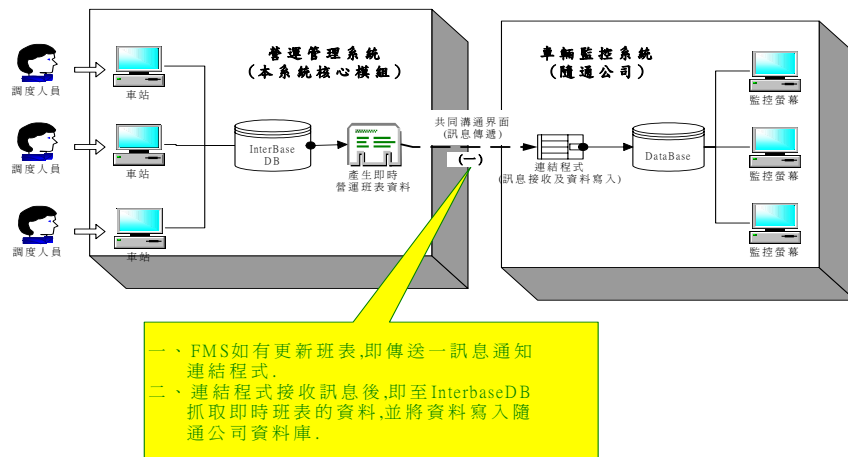 營運管理系統
(本系統核心模組)
車輛監控系統
(隨通公司)
調度人員
車站
調度人員
車站
調度人員
車站
InterBase
DB
產生即時
營運班表資料
共同溝通界面
(訊息傳遞)
(一)
連結程式
(訊息接收及資料寫入)
DataBase
監控螢幕
監控螢幕
監控螢幕
一、FMS如有更新班表,即傳送一訊息通知
連結程式.
二、連結程式接收訊息後,即至InterbaseDB
抓取即時班表的資料,並將資料寫入隨
通公司資料庫.